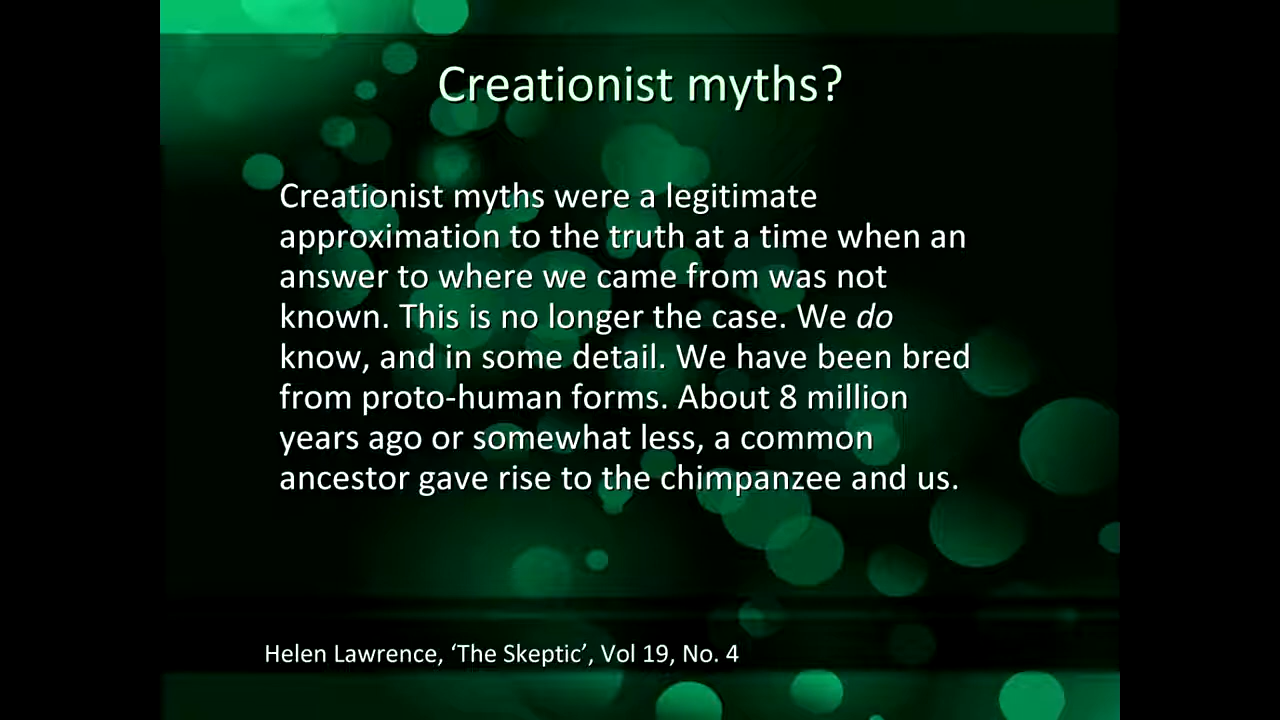 Creationist myths?
Creationist myths were a legitimate
approximation to the truth at a time when an
answer to where we came from was not
known. This is no longer the case. We do
know, and in some detail. We have been bred
from proto-human forms. About 8 million
years ago or somewhat less, a common
ancestor gave rise to the chimpanzee and us.
Helen Lawrence, ‘The Skeptic’, Vol 19, No. 4